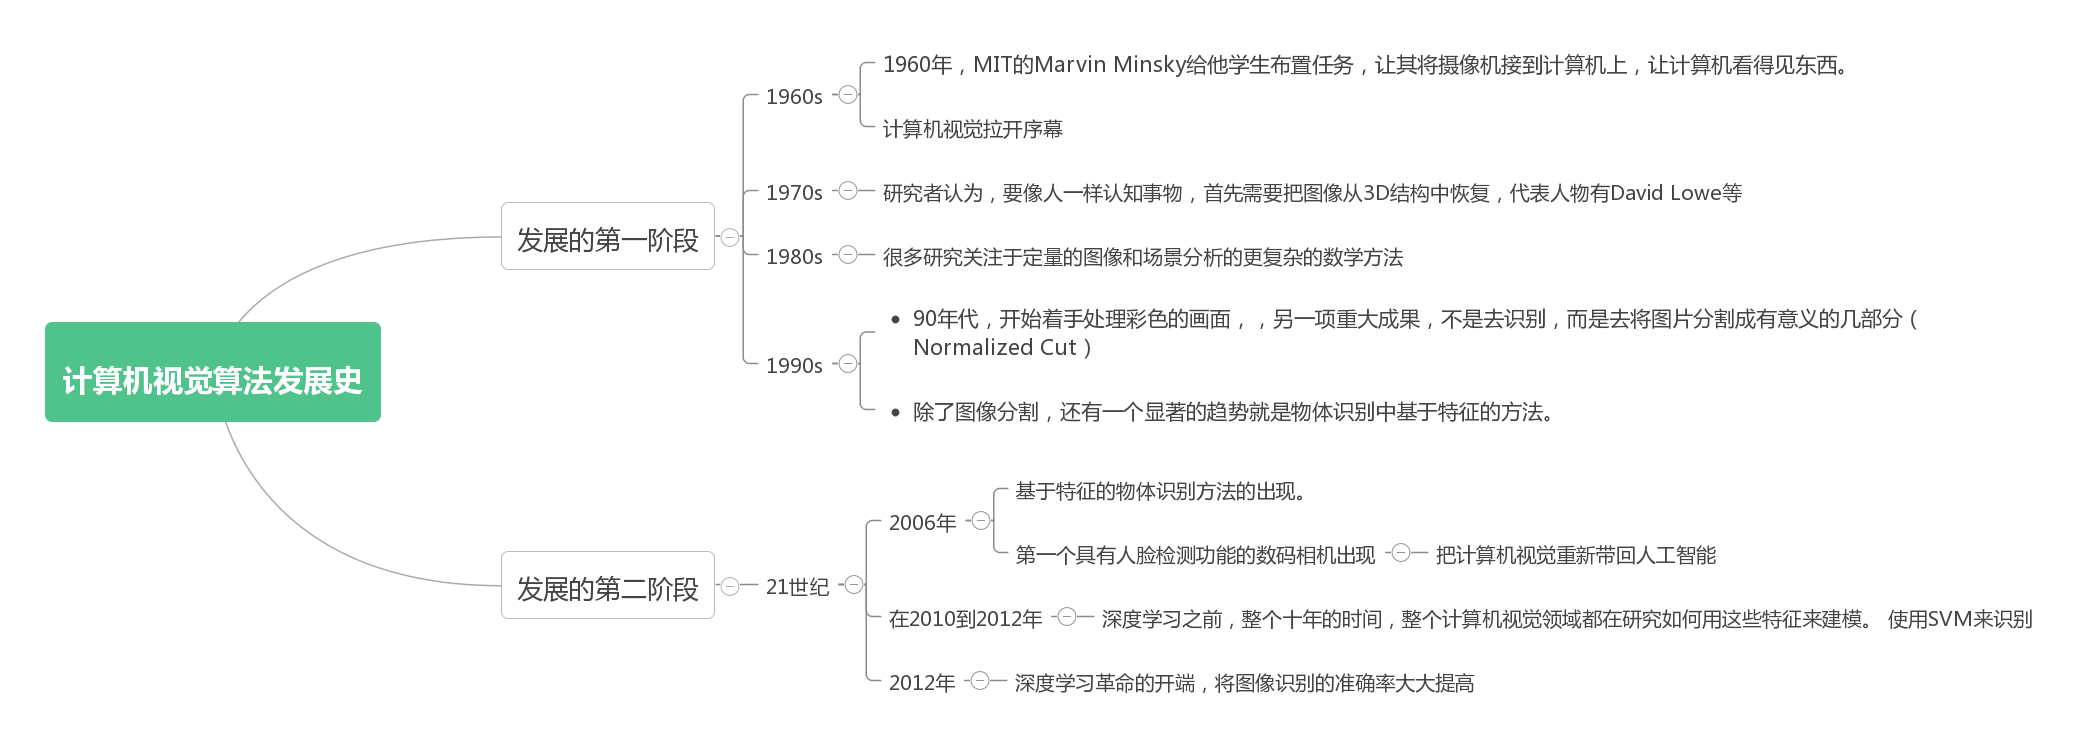 计算机视觉算法发展史
发展的第一阶段
1960s
1960年，MIT的Marvin Minsky给他学生布置任务，让其将摄像机接到计算机上，让计算机看得见东西。
计算机视觉拉开序幕
1970s
研究者认为，要像人一样认知事物，首先需要把图像从3D结构中恢复，代表人物有David Lowe等
1980s
很多研究关注于定量的图像和场景分析的更复杂的数学方法
1990s
• 90年代，开始着手处理彩色的画面，，另一项重大成果，不是去识别，而是去将图片分割成有意义的几部分（
Normalized Cut）
• 除了图像分割，还有一个显著的趋势就是物体识别中基于特征的方法。
发展的第二阶段
21世纪
2006年
基于特征的物体识别方法的出现。
第一个具有人脸检测功能的数码相机出现
把计算机视觉重新带回人工智能
在2010到2012年
深度学习之前，整个十年的时间，整个计算机视觉领域都在研究如何用这些特征来建模。 使用SVM来识别
2012年
深度学习革命的开端，将图像识别的准确率大大提高